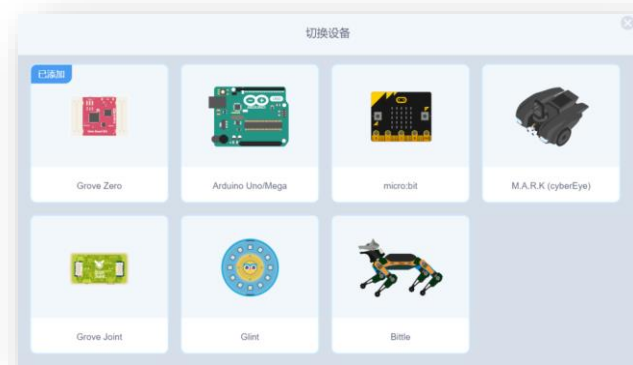 切换设备
已添加
Grove Zero
Arduino Uno/Mega
micro:bit
M.A.R.K (cyberEye)
Grove Joint
Glint
Bittle